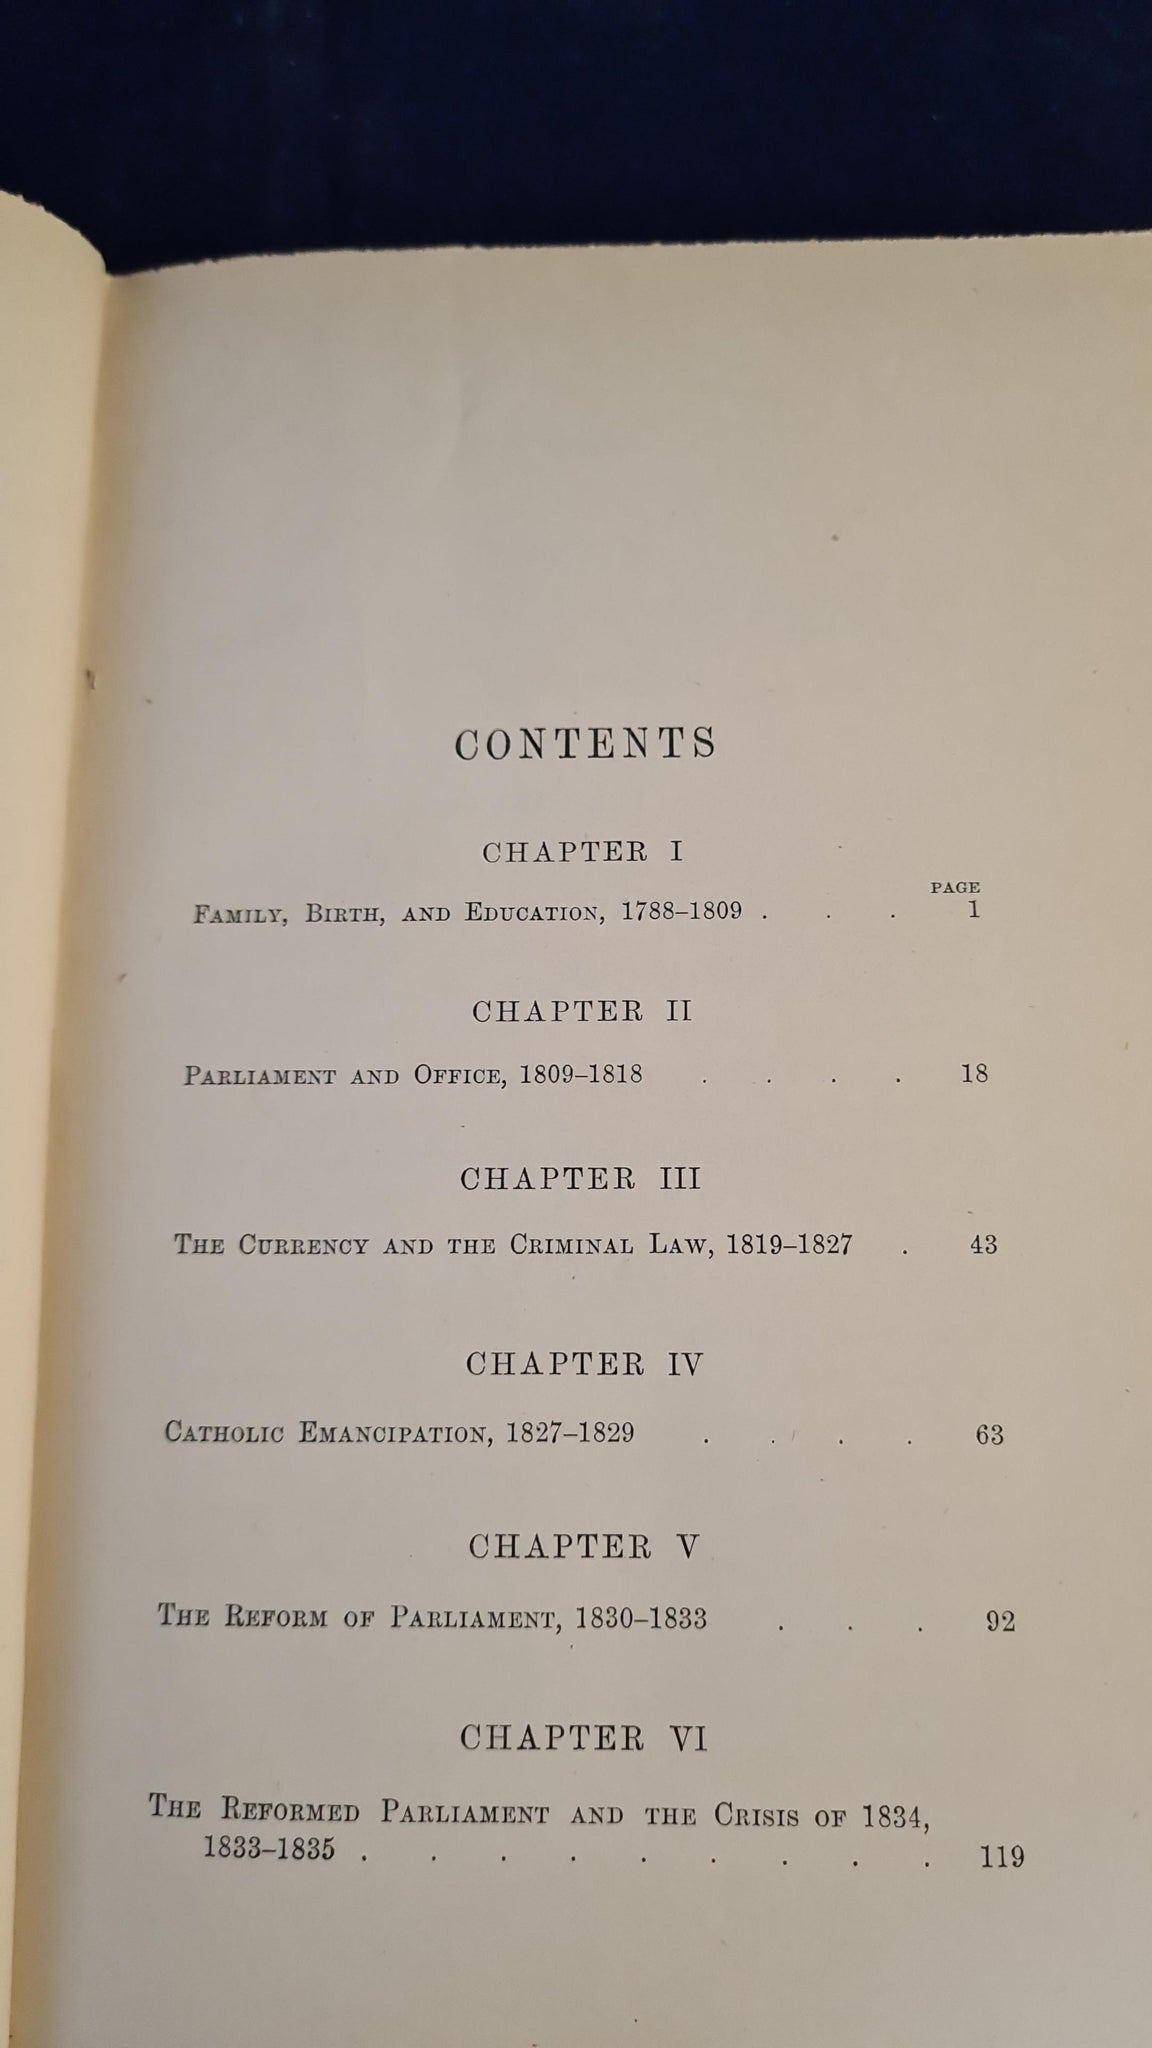 CONTENTS
CHAPTER I
PAGE
Family, Birth, and Education, 1788–1809 . . . 1
CHAPTER II
Parliament and Office, 1809–1818 . . . . 18
CHAPTER III
The Currency and the Criminal Law, 1819–1827 . 43
CHAPTER IV
Catholic Emancipation, 1827–1829 . . . . 63
CHAPTER V
The Reform of Parliament, 1830–1833 . . . 92
CHAPTER VI
The Reformed Parliament and the Crisis of 1834,
1833–1835 . . . . . . . . . 119